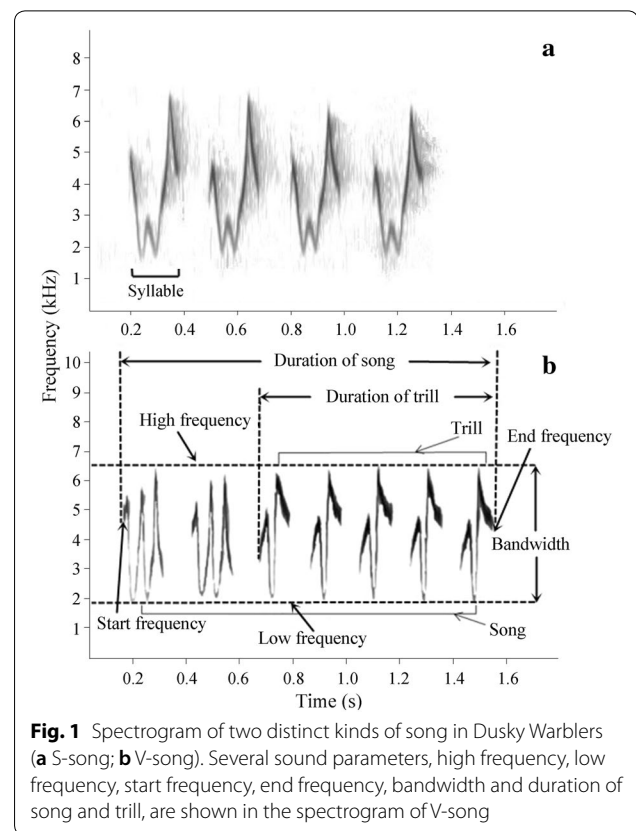 a
8
7
6
5
4
3
2
1
Syllable
0.2 0.4 0.6 0.8 1.0 1.2 1.4 1.6
Frequency (kHz)
b
10
9
8
7
6
5
4
3
2
1
Duration of song
Duration of trill
High frequency
Trill
End frequency
Bandwidth
Start frequency
Low frequency
Song
0.2 0.4 0.6 0.8 1.0 1.2 1.4 1.6
Time (s)
Fig. 1 Spectrogram of two distinct kinds of song in Dusky Warblers
(a S-song; b V-song). Several sound parameters, high frequency, low
frequency, start frequency, end frequency, bandwidth and duration of
song and trill, are shown in the spectrogram of V-song